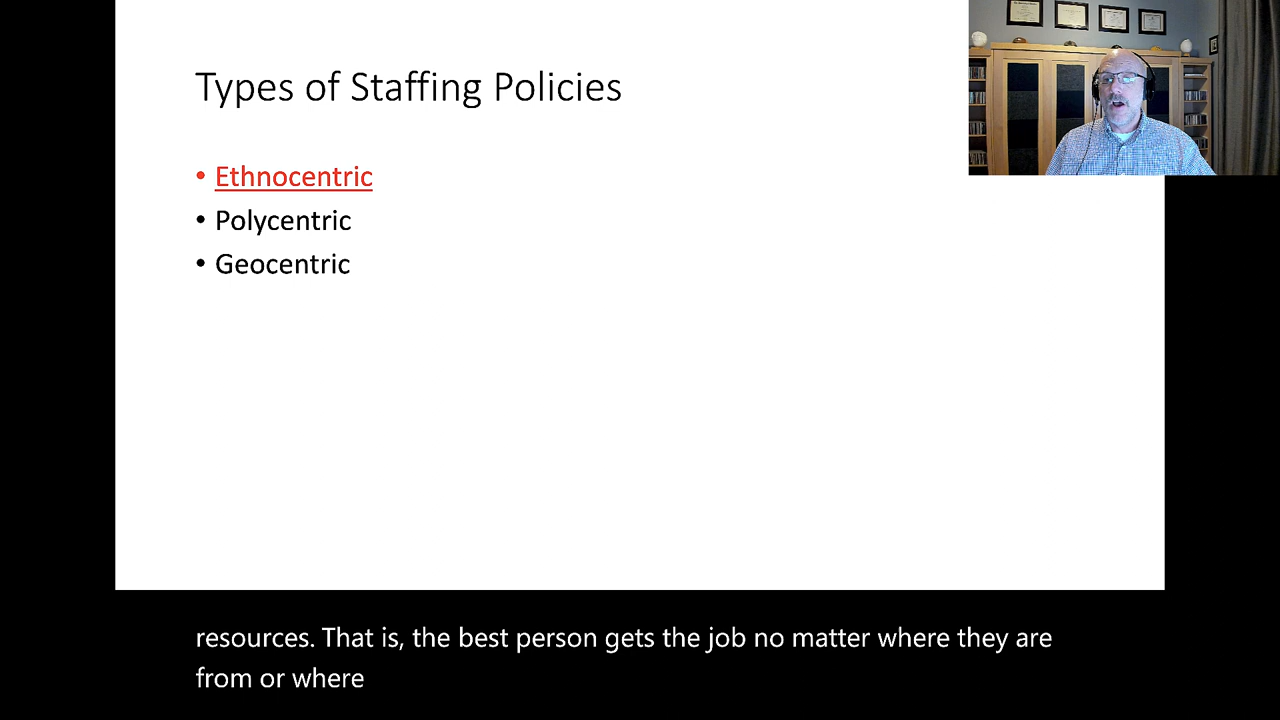 Types of Staffing Policies
• Ethnocentric
• Polycentric
• Geocentric
resources. That is, the best person gets the job no matter where they are
from or where